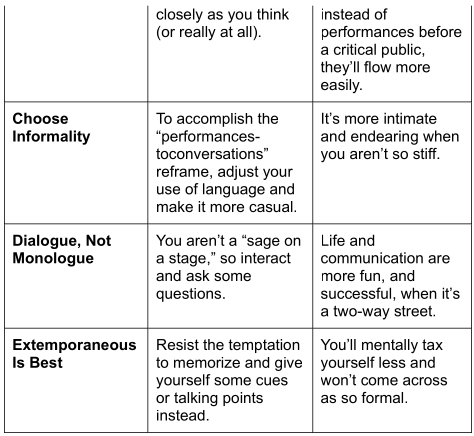 closely as you think
(or really at all).
instead of
performances before
a critical public,
they’ll flow more
easily.
Choose
Informality
To accomplish the
“performances-
toconversations”
reframe, adjust your
use of language and
make it more casual.
It’s more intimate
and endearing when
you aren’t so stiff.
Dialogue, Not
Monologue
You aren’t a “sage on
a stage,” so interact
and ask some
questions.
Life and
communication are
more fun, and
successful, when it’s
a two-way street.
Extemporaneous
Is Best
Resist the temptation
to memorize and give
yourself some cues
or talking points
instead.
You’ll mentally tax
yourself less and
won’t come across
as so formal.